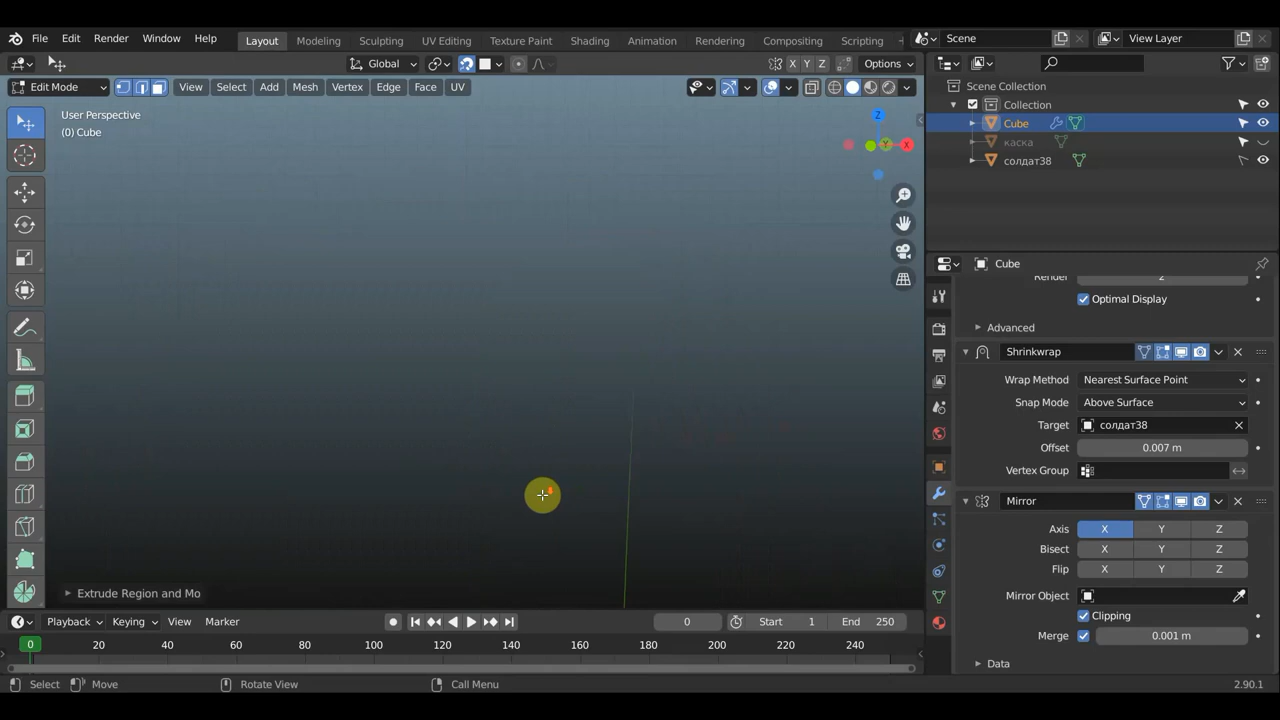 File Edit Render Window Help
Layout Modeling Sculpting UV Editing Texture Paint Shading Animation Rendering Compositing Scripting
Scene
View Layer
Global
X Y Z
Options
Edit Mode
View Select Add Mesh Vertex Edge Face UV
User Perspective
(0) Cube
Z
Y
X
Extrude Region and Mo
Scene Collection
Collection
Cube
каска
солдат38
Cube
Render 2
Optimal Display
Advanced
Shrinkwrap
Wrap Method Nearest Surface Point
Snap Mode Above Surface
Target солдат38
Offset 0.007 m
Vertex Group
Mirror
Axis X Y Z
Bisect X Y Z
Flip X Y Z
Mirror Object
Clipping
Merge 0.001 m
Data
Playback Keying View Marker
0
Start 1
End 250
0 20 40 60 80 100 120 140 160 180 200 220 240
Select Move Rotate View Call Menu
2.90.1